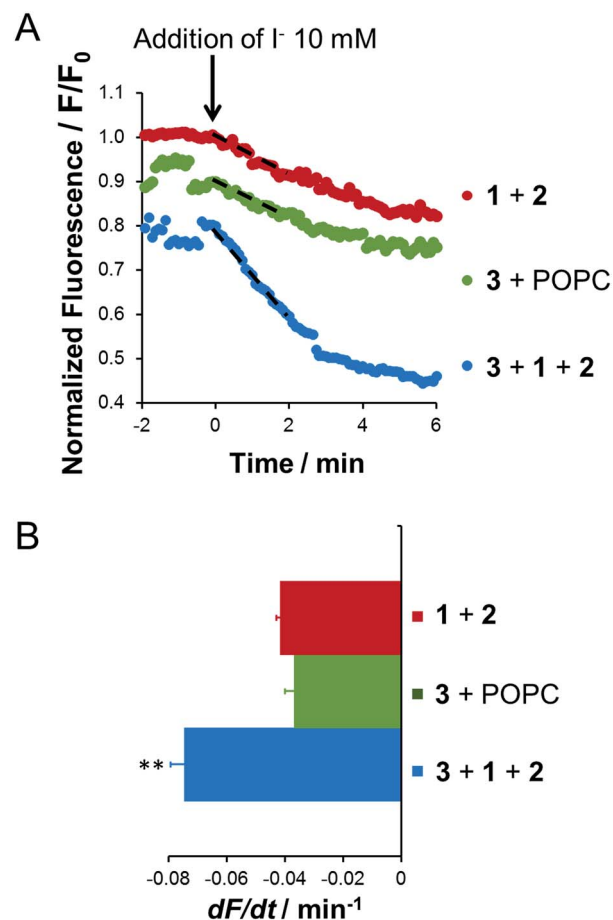 A
Addition of I- 10 mM
Normalized Fluorescence / F/F0
1.1
1.0
0.9
0.8
0.7
0.6
0.5
0.4
-2
0
2
4
6
Time / min
1 + 2
3 + POPC
3 + 1 + 2
B
1 + 2
3 + POPC
**
3 + 1 + 2
-0.08
-0.06
-0.04
-0.02
0
dF/dt / min-1